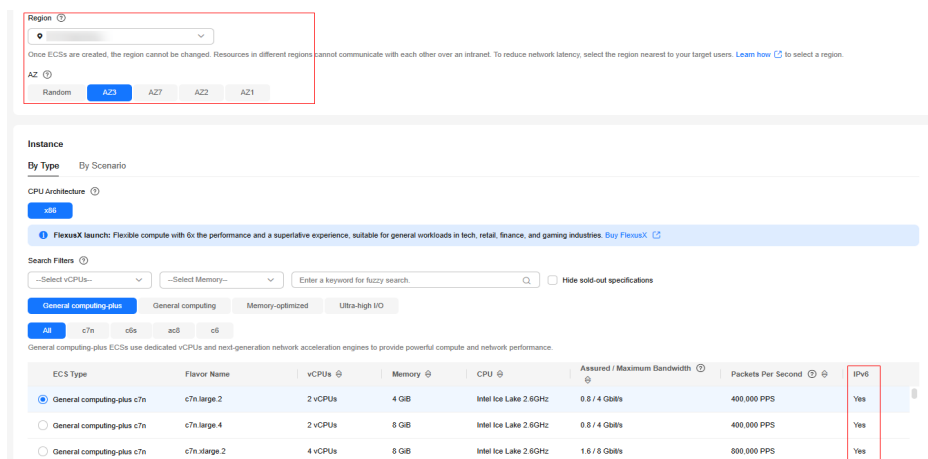 Region
Once ECSs are created, the region cannot be changed. Resources in different regions cannot communicate with each other over an intranet. To reduce network latency, select the region nearest to your target users. Learn how to select a region.
AZ
Random AZ3 AZ7 AZ2 AZ1
Instance
By Type By Scenario
CPU Architecture
x86
FlexusX launch: Flexible compute with 6x the performance and a superlative experience, suitable for general workloads in tech, retail, finance, and gaming industries. Buy FlexusX
Search Filters
--Select vCPUs-- --Select Memory-- Enter a keyword for fuzzy search. Hide sold-out specifications
General computing-plus General computing Memory-optimized Ultra-high I/O
All c7n c6s ac8 c6
General computing-plus ECSs use dedicated vCPUs and next-generation network acceleration engines to provide powerful compute and network performance.
ECS Type Flavor Name vCPUs Memory CPU Assured / Maximum Bandwidth Packets Per Second IPv6
General computing-plus c7n c7n.large.2 2 vCPUs 4 GiB Intel Ice Lake 2.6GHz 0.8 / 4 Gbit/s 400,000 PPS Yes
General computing-plus c7n c7n.large.4 2 vCPUs 8 GiB Intel Ice Lake 2.6GHz 0.8 / 4 Gbit/s 400,000 PPS Yes
General computing-plus c7n c7n.xlarge.2 4 vCPUs 8 GiB Intel Ice Lake 2.6GHz 1.6 / 8 Gbit/s 800,000 PPS Yes